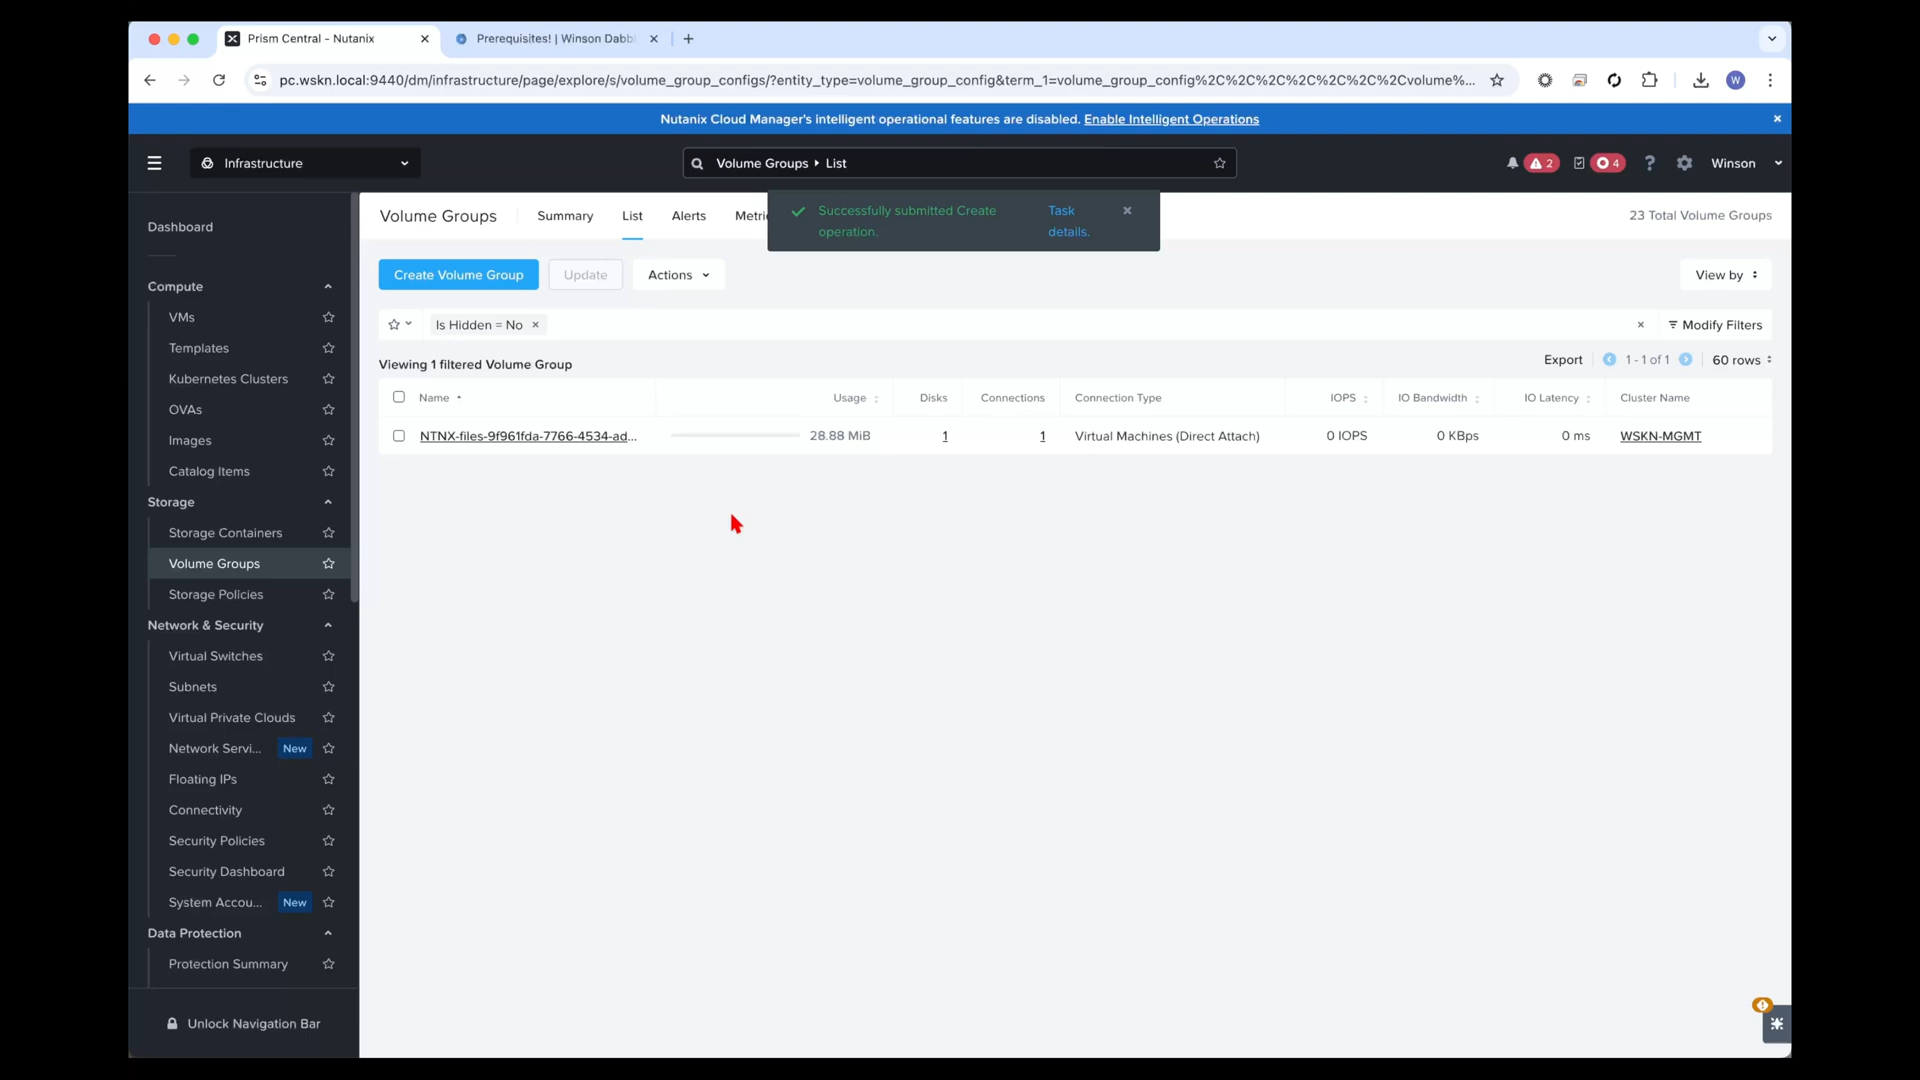 Prism Central - Nutanix
Prerequisites! | Winson Dabbl
pc.wskn.local:9440/dm/infrastructure/page/explore/s/volume_group_configs/?entity_type=volume_group_config&term_1=volume_group_config%2C%2C%2C%2C%2C%2C%2Cvolume%...
W
Nutanix Cloud Manager's intelligent operational features are disabled. Enable Intelligent Operations
Infrastructure
Volume Groups List
2
4
?
Winson
Dashboard
Compute
VMs
Templates
Kubernetes Clusters
OVAs
Images
Catalog Items
Storage
Storage Containers
Volume Groups
Storage Policies
Network & Security
Virtual Switches
Subnets
Virtual Private Clouds
Network Servi... New
Floating IPs
Connectivity
Security Policies
Security Dashboard
System Accou... New
Data Protection
Protection Summary
Unlock Navigation Bar
Volume Groups Summary List Alerts Metri
23 Total Volume Groups
Successfully submitted Create operation.
Task details.
Create Volume Group Update Actions
View by
Is Hidden = No
Modify Filters
Viewing 1 filtered Volume Group
Export 1 - 1 of 1 60 rows
Name Usage Disks Connections Connection Type IOPS IO Bandwidth IO Latency Cluster Name
NTNX-files-9f961fda-7766-4534-ad... 28.88 MiB 1 1 Virtual Machines (Direct Attach) 0 IOPS 0 KBps 0 ms WSKN-MGMT